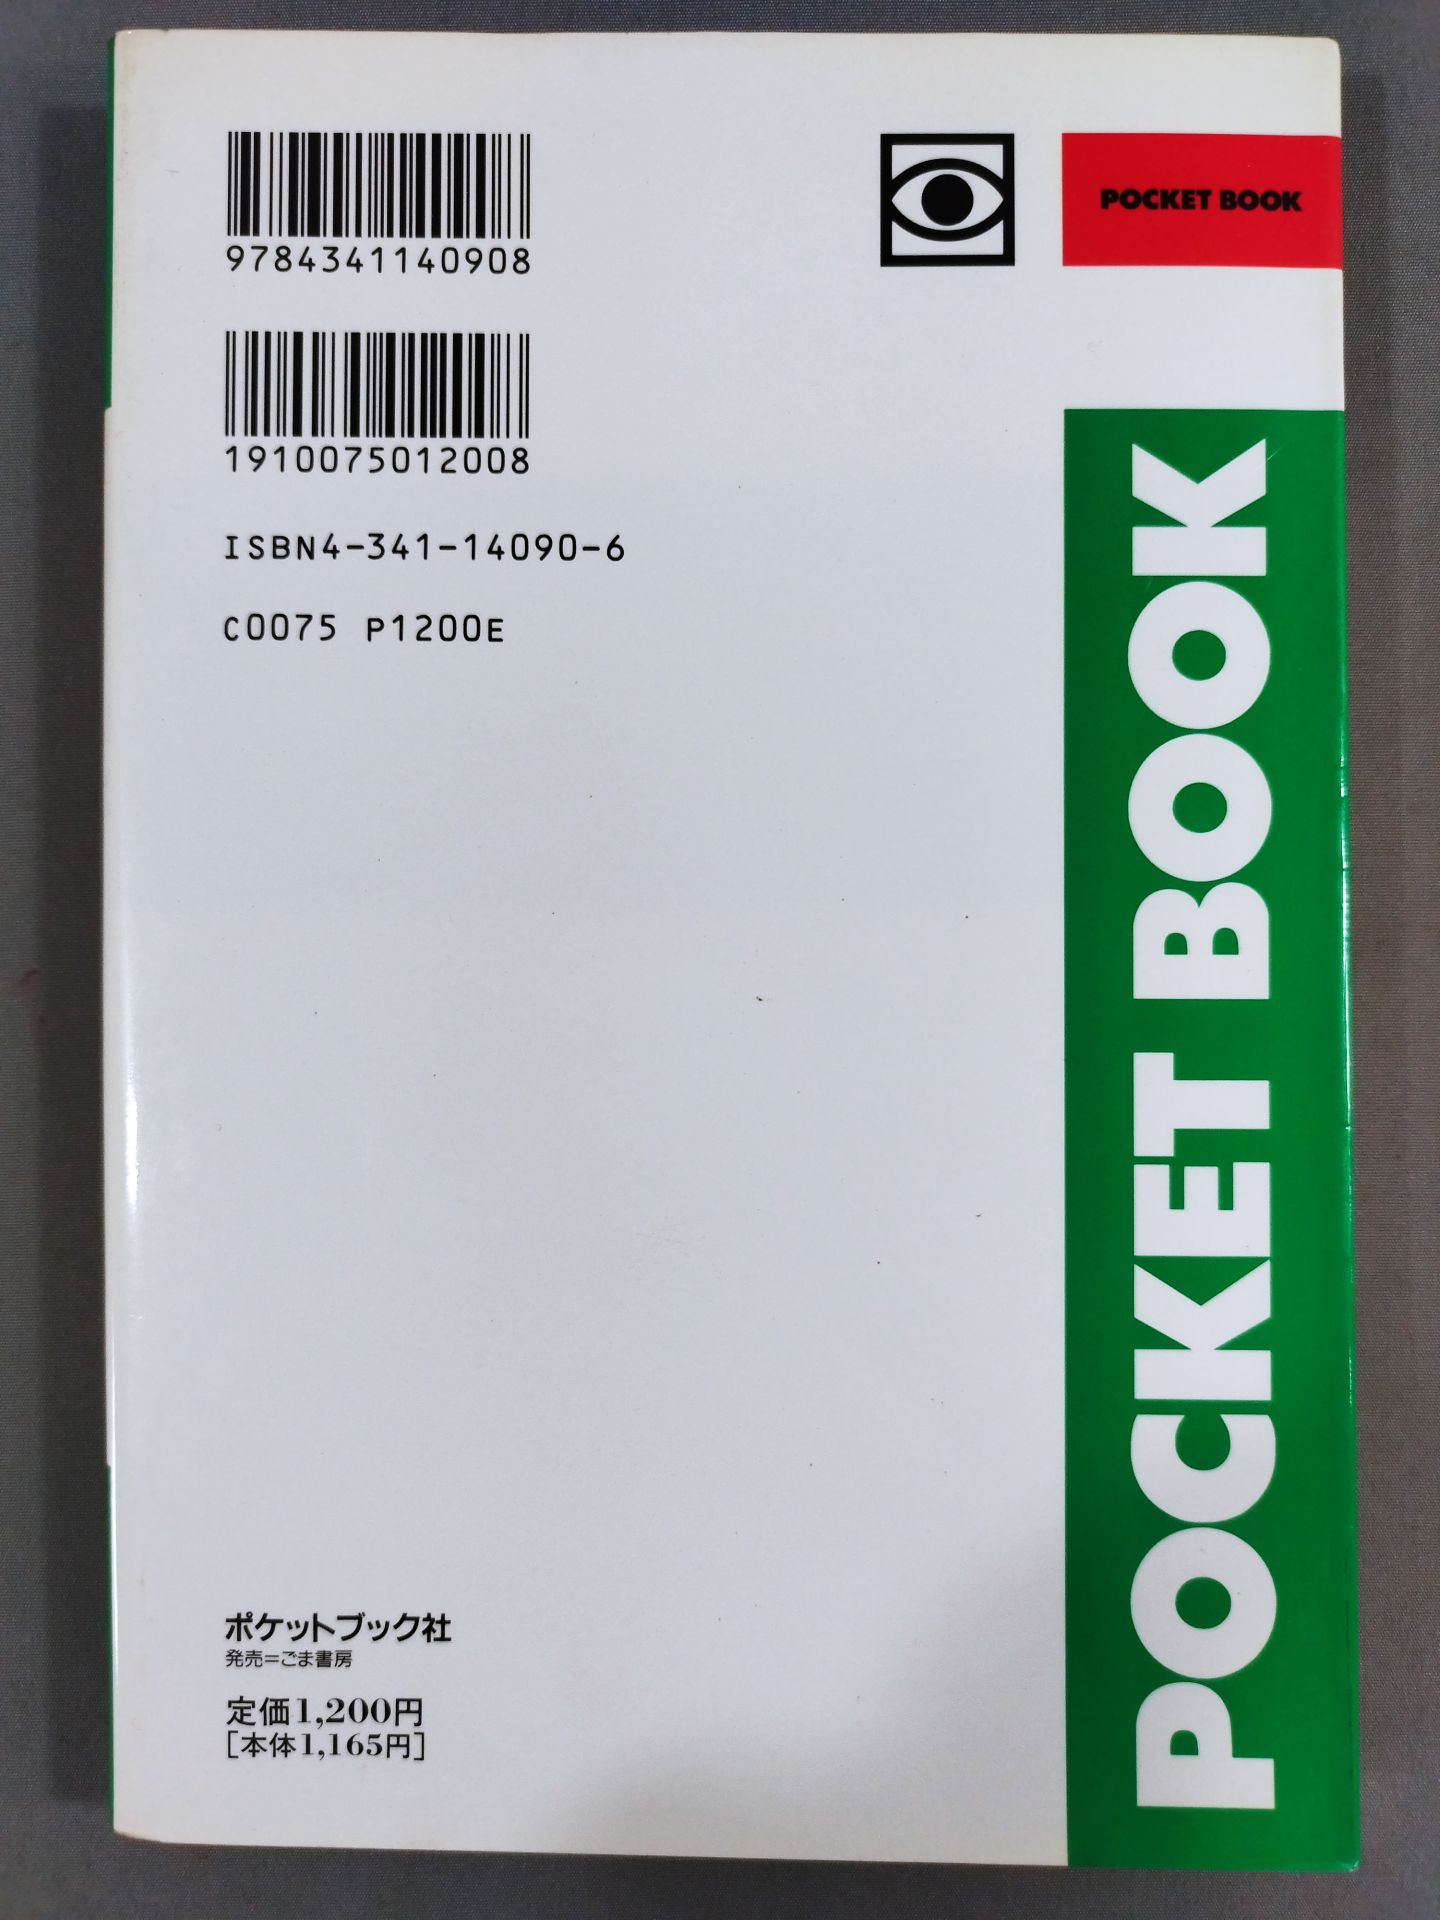 9784341140908
POCKET BOOK
1910075012008
ISBN4-341-14090-6
C0075 P1200E
POCKET BOOK
ポケットブック社
発売=ごま書房
定価1,200円
[本体1,165円]